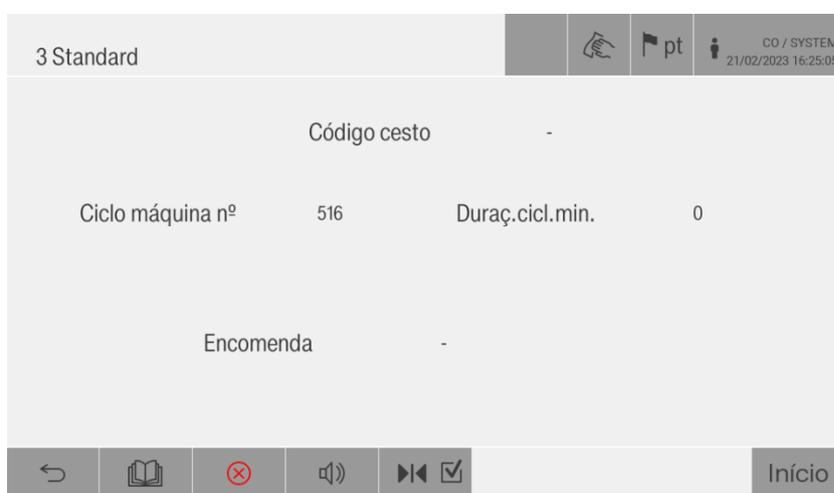 3 Standard
pt
CO / SYSTEM
21/02/2023 16:25:05
Código cesto -
Ciclo máquina nº 516 Duraç.cicl.min. 0
Encomenda -
Início